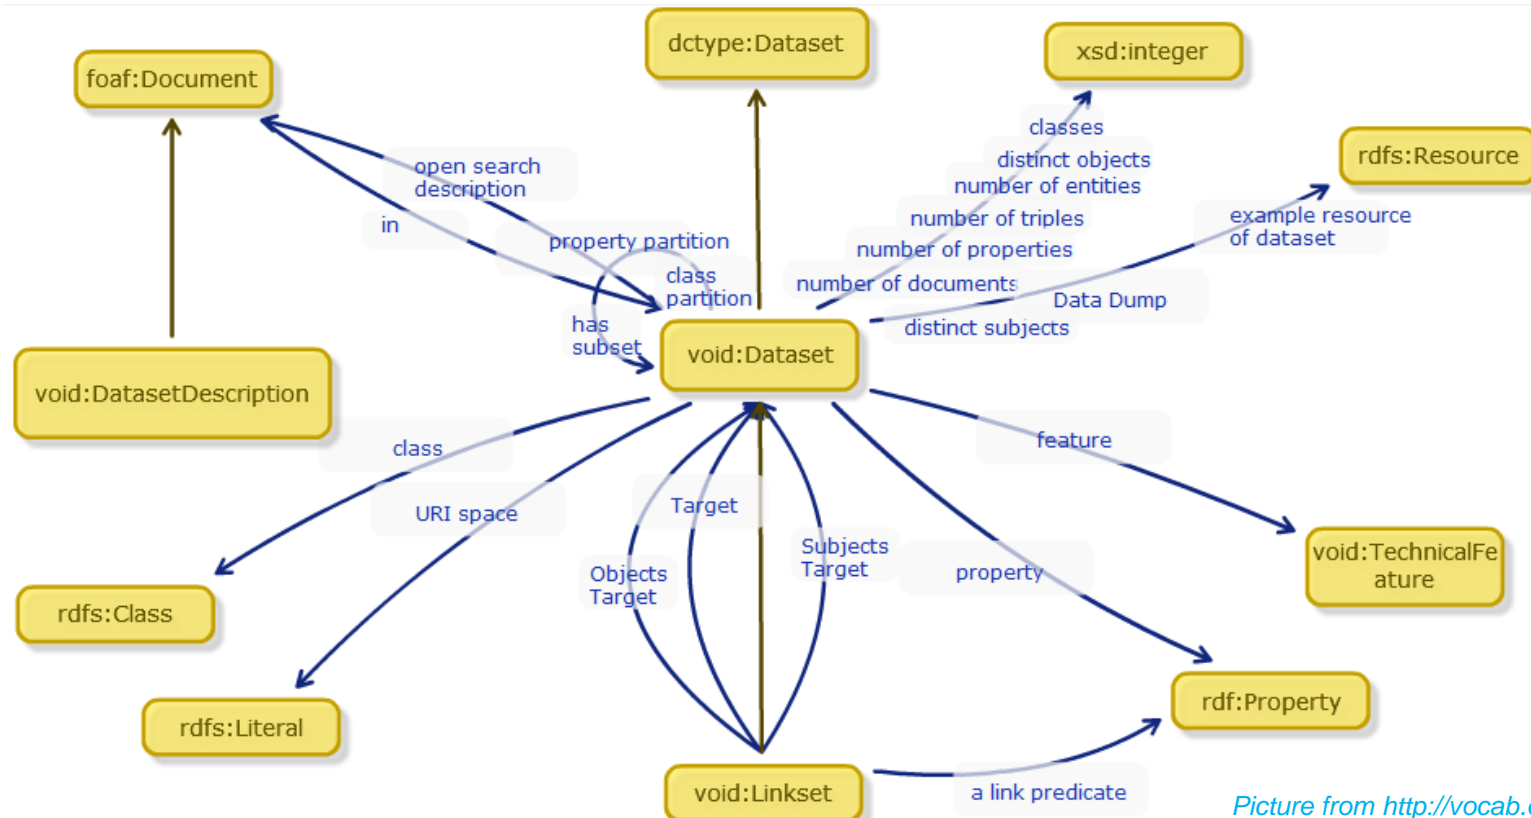 dctype:Dataset
xsd:integer
foaf:Document
classes
rdfs:Resource
distinct objects
open search
description
number of entities
number of triples
example resource
of dataset
in
property partition
number of properties
class
partition
number of documents
Data Dump
has
subset
distinct subjects
void:Dataset
void:DatasetDescription
class
feature
URI space
Target
Subjects
Target
void:TechnicalFe
ature
Objects
Target
property
rdfs:Class
rdf:Property
rdfs:Literal
void:Linkset
a link predicate
Picture from http://vocab.